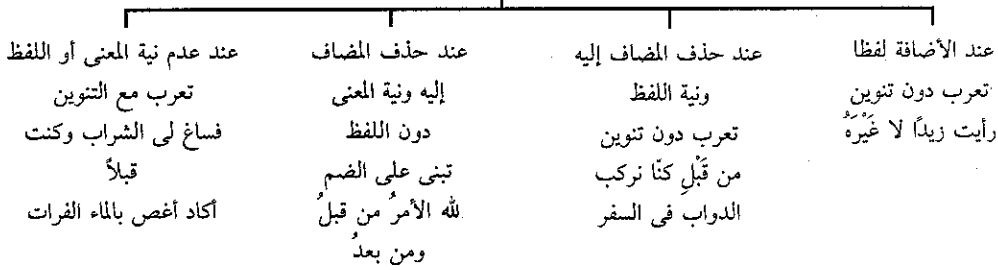 عند الأضافة لفظا
تعرب دون تنوين
رأيت زيدًا لا غَيْرَهُ
عند حذف المضاف إليه
ونية اللفظ
تعرب دون تنوين
من قَبْلِ كنّا نركب
الدواب فى السفر
عند حذف المضاف
إليه ونية المعنى
دون اللفظ
تبنى على الضم
لله الأمرُ من قبلُ
ومن بعدُ
عند عدم نية المعنى أو اللفظ
تعرب مع التنوين
فساغ لى الشراب وكنت
قبلاً
أكاد أغص بالماء الفرات